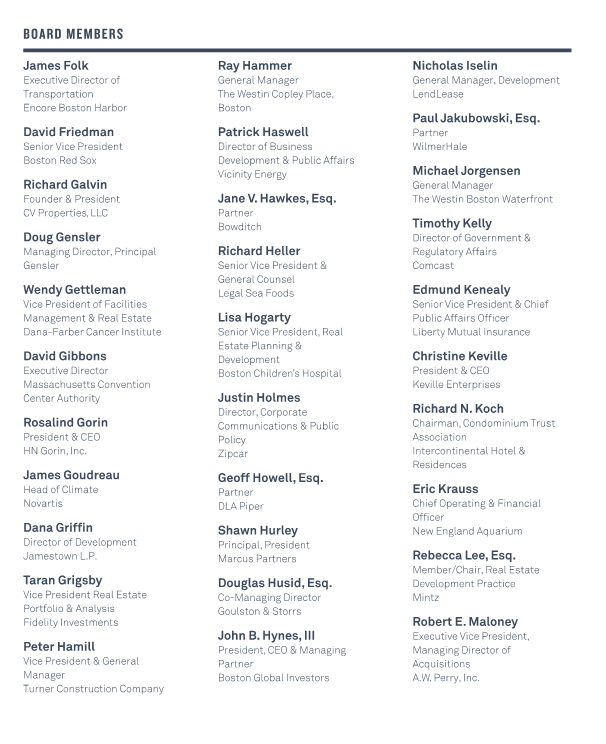 BOARD MEMBERS
James Folk
Executive Director of
Transportation
Encore Boston Harbor
David Friedman
Senior Vice President
Boston Red Sox
Richard Galvin
Founder & President
CV Properties, LLC
Doug Gensler
Managing Director, Principal
Gensler
Wendy Gettleman
Vice President of Facilities
Management & Real Estate
Dana-Farber Cancer Institute
David Gibbons
Executive Director
Massachusetts Convention
Center Authority
Rosalind Gorin
President & CEO
HN Gorin, Inc.
James Goudreau
Head of Climate
Novartis
Dana Griffin
Director of Development
Jamestown L.P.
Taran Grigsby
Vice President Real Estate
Portfolio & Analysis
Fidelity Investments
Peter Hamill
Vice President & General
Manager
Turner Construction Company
Ray Hammer
General Manager
The Westin Copley Place,
Boston
Patrick Haswell
Director of Business
Development & Public Affairs
Vicinity Energy
Jane V. Hawkes, Esq.
Partner
Bowditch
Richard Heller
Senior Vice President &
General Counsel
Legal Sea Foods
Lisa Hogarty
Senior Vice President, Real
Estate Planning &
Development
Boston Children's Hospital
Justin Holmes
Director, Corporate
Communications & Public
Policy
Zipcar
Geoff Howell, Esq.
Partner
DLA Piper
Shawn Hurley
Principal, President
Marcus Partners
Douglas Husid, Esq.
Co-Managing Director
Goulston & Storrs
John B. Hynes, III
President, CEO & Managing
Partner
Boston Global Investors
Nicholas Iselin
General Manager, Development
LendLease
Paul Jakubowski, Esq.
Partner
WilmerHale
Michael Jorgensen
General Manager
The Westin Boston Waterfront
Timothy Kelly
Director of Government &
Regulatory Affairs
Comcast
Edmund Kenealy
Senior Vice President & Chief
Public Affairs Officer
Liberty Mutual Insurance
Christine Keville
President & CEO
Keville Enterprises
Richard N. Koch
Chairman, Condominium Trust
Association
Intercontinental Hotel &
Residences
Eric Krauss
Chief Operating & Financial
Officer
New England Aquarium
Rebecca Lee, Esq.
Member/Chair, Real Estate
Development Practice
Mintz
Robert E. Maloney
Executive Vice President,
Managing Director of
Acquisitions
A.W. Perry, Inc.